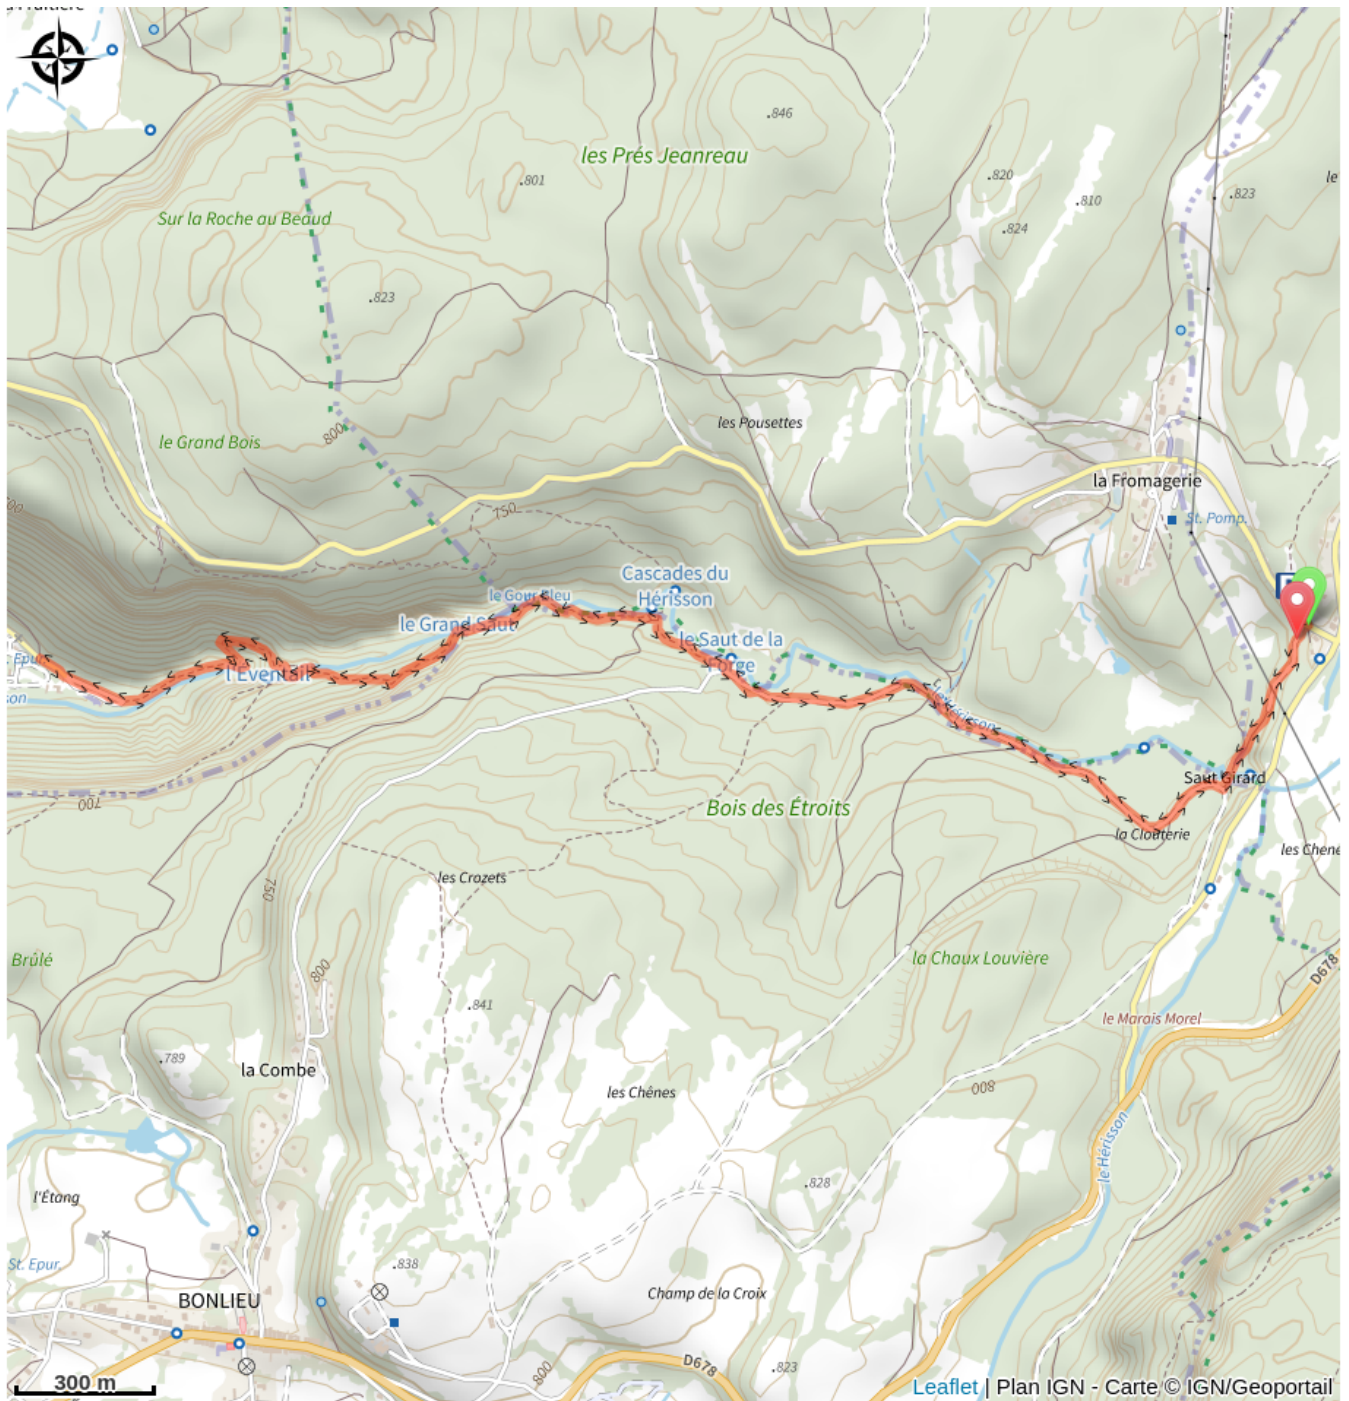 les Prés Jeanreau
.846
.801
.820
.810
.824
.823
le
Sur la Roche au Beaud
.823
le Grand Bois
800
les Pousettes
la Fromagerie
St. Pomp.
750
Cascades du
Hérisson
le Gour Bleu
le Grand Saut
le Saut de la
Forge
l'Eventail
Saut Girard
la Clouterie
les Chene
700
Bois des Étroits
les Crozets
750
800
Brûlé
la Chaux Louvière
D678
.841
le Marais Morel
.789
la Combe
les Chênes
800
le Hérisson
l'Étang
.828
St. Epur.
.838
BONLIEU
Champ de la Croix
800
D678
.823
300 m
Leaflet | Plan IGN - Carte © IGN/Geoportail